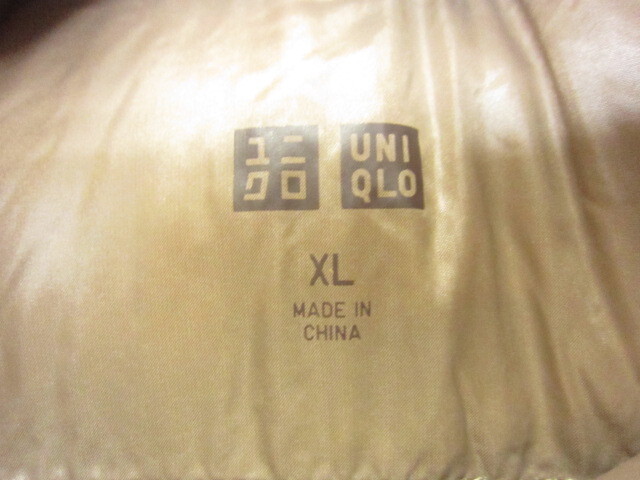 ユニ UNI
クロ QLO
XL
MADE IN
CHINA